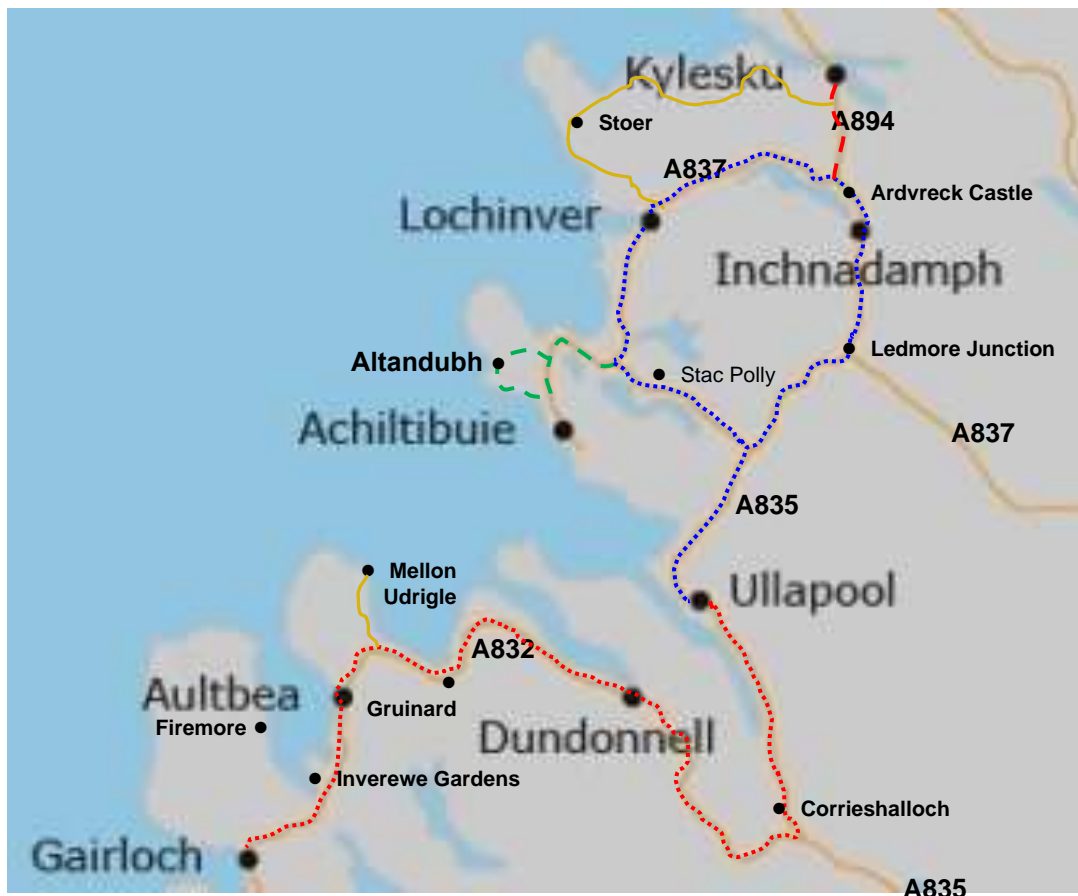 Kylesku
Stoer
A894
A837
Ardvreck Castle
Lochinver
Inchnadamph
Ledmore Junction
Altandubh
Stac Polly
Achiltibuie
A837
A835
Mellon
Udrigle
Ullapool
A832
Aultbea
Gruinard
Firemore
Dundonnell
Inverewe Gardens
Corrieshalloch
Gairloch
A835